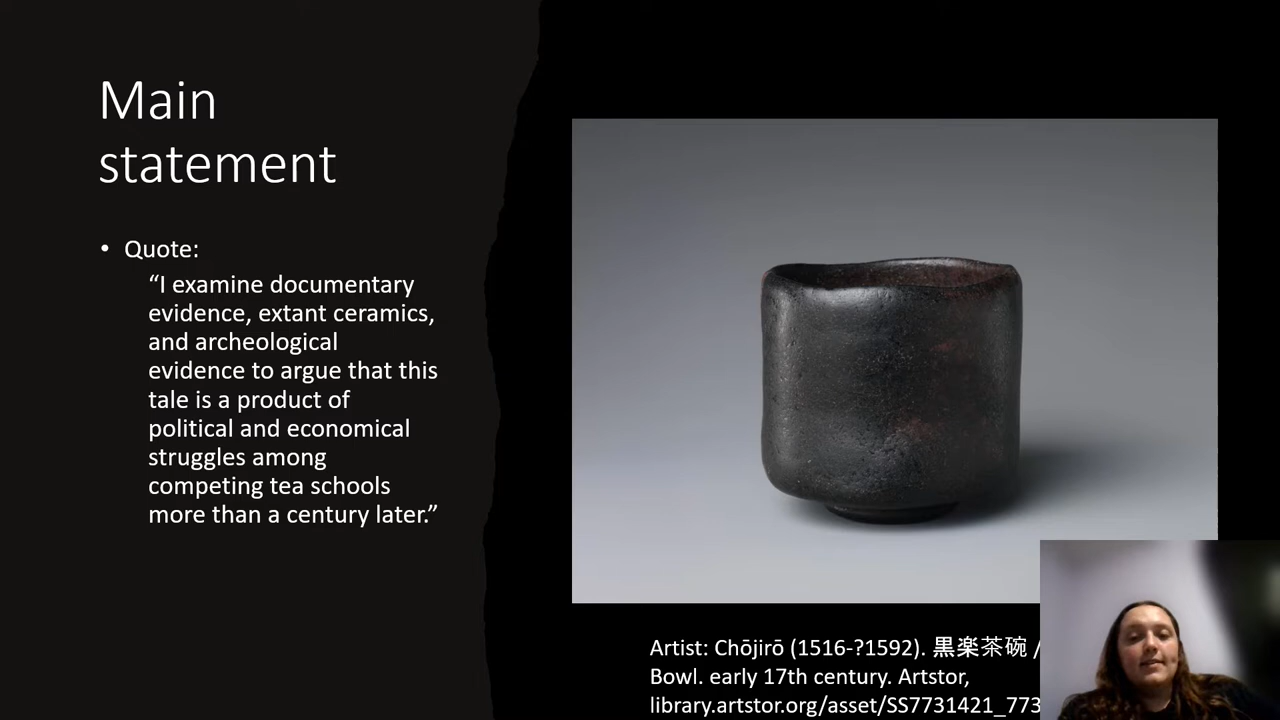 Main
statement
• Quote:
“I examine documentary
evidence, extant ceramics,
and archeological
evidence to argue that this
tale is a product of
political and economical
struggles among
competing tea schools
more than a century later.”
Artist: Chōjirō (1516-?1592). 黒楽茶碗 /
Bowl. early 17th century. Artstor,
library.artstor.org/asset/SS7731421_773